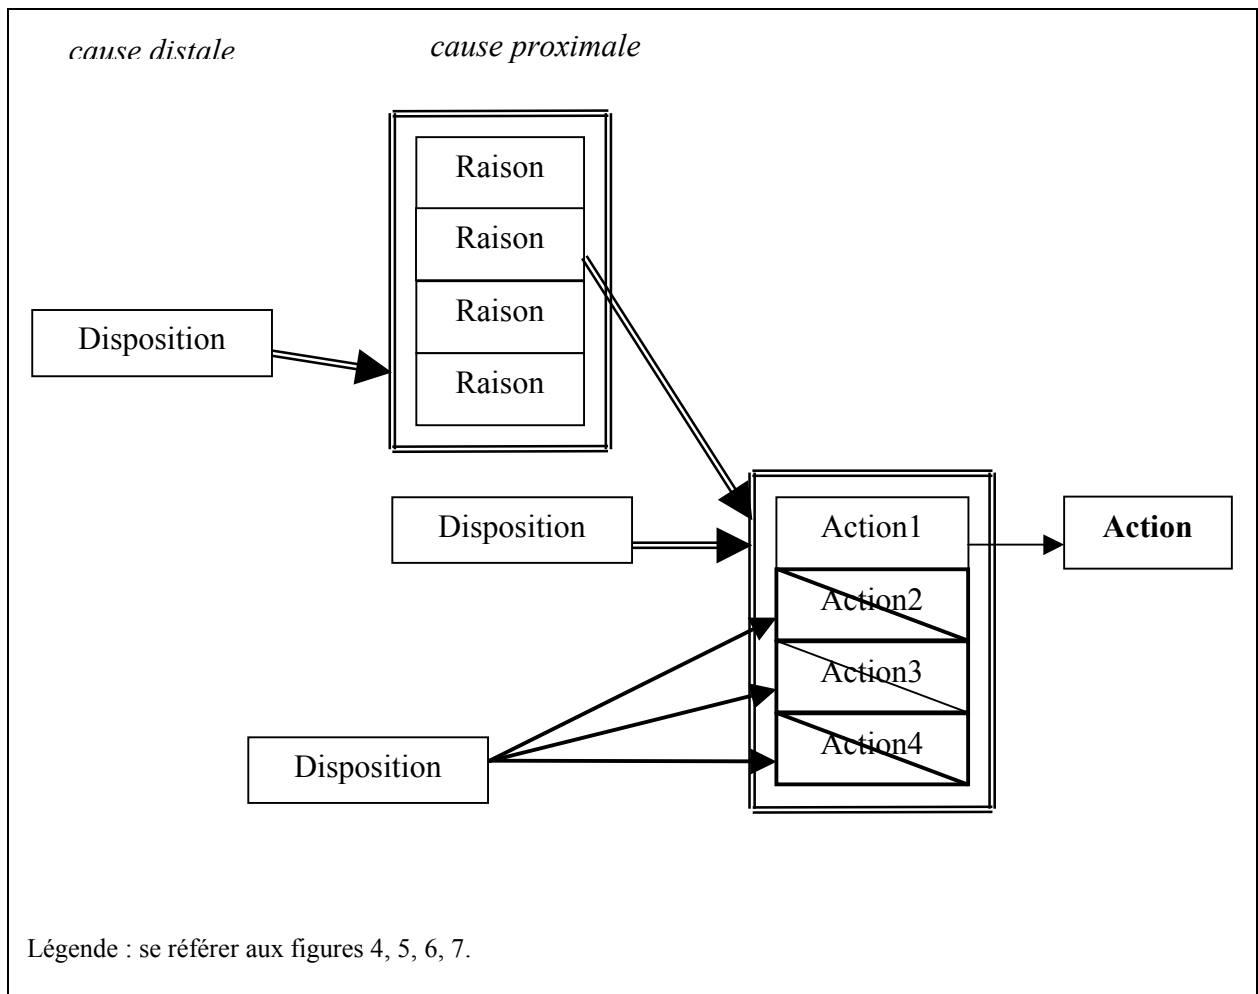 cause distale
cause proximale
Raison
Raison
Raison
Raison
Disposition
Disposition
Action1
Action
Action2
Action3
Action4
Disposition
Légende : se référer aux figures 4, 5, 6, 7.